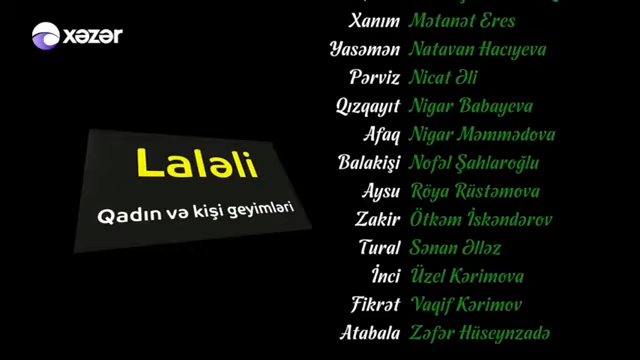 xəzər
Laləli
Qadın və kişi geyimləri
Xanım Mətanət Eres
Yasəmən Natavan Hacıyeva
Pərviz Nicat Əli
Qızqayıt Nigar Babayeva
Afaq Nigar Məmmədova
Balakişi Nofəl Şahlaroğlu
Aysu Röya Rüstəmova
Zakir Ötkəm İskəndərov
Tural Sənan Əlləz
İnci Üzel Kərimova
Fikrət Vaqif Kərimov
Atabala Zəfər Hüseynzadə